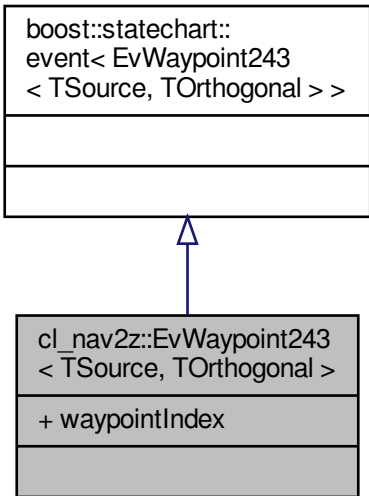 boost::statechart::
event< EvWaypoint243
< TSource, TOrthogonal > >
cl_nav2z::EvWaypoint243
< TSource, TOrthogonal >
+ waypointIndex